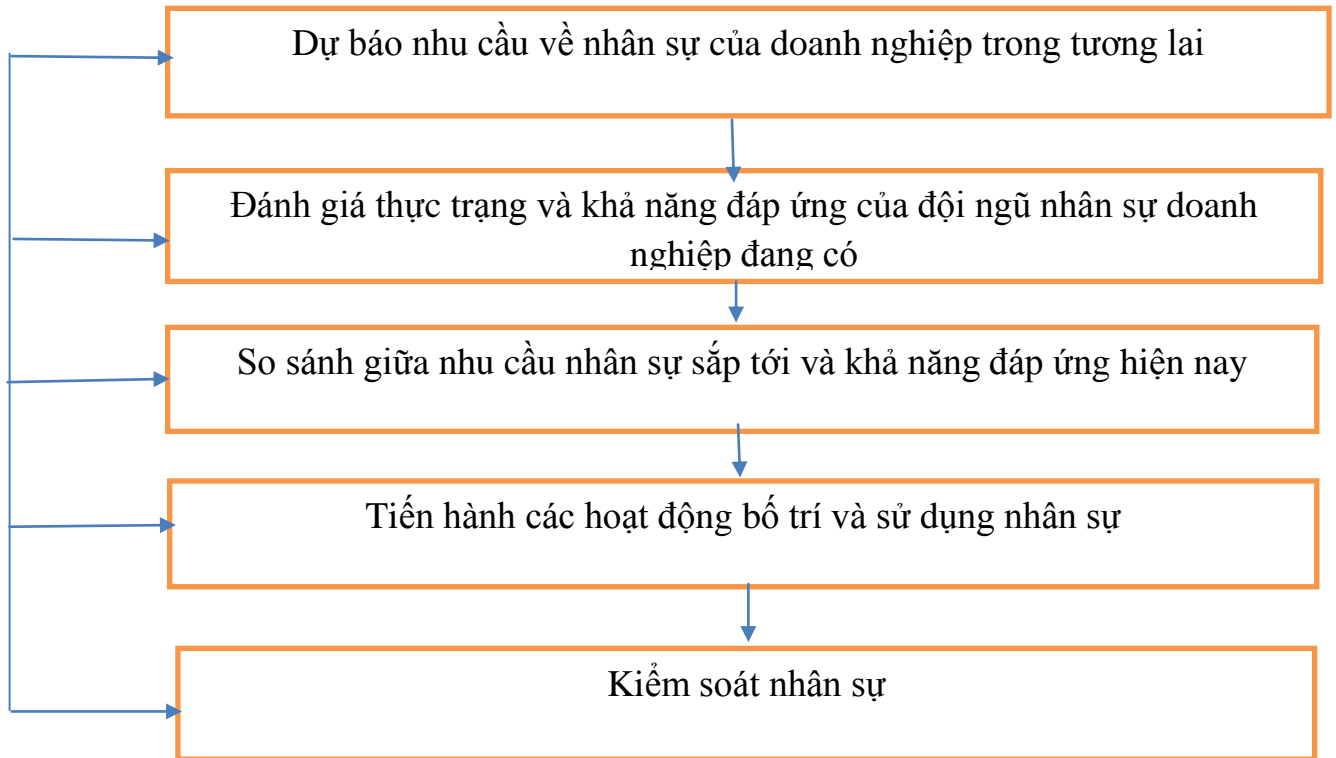 Dự báo nhu cầu về nhân sự của doanh nghiệp trong tương lai
Đánh giá thực trạng và khả năng đáp ứng của đội ngũ nhân sự doanh
nghiệp đang có
So sánh giữa nhu cầu nhân sự sắp tới và khả năng đáp ứng hiện nay
Tiến hành các hoạt động bố trí và sử dụng nhân sự
Kiểm soát nhân sự